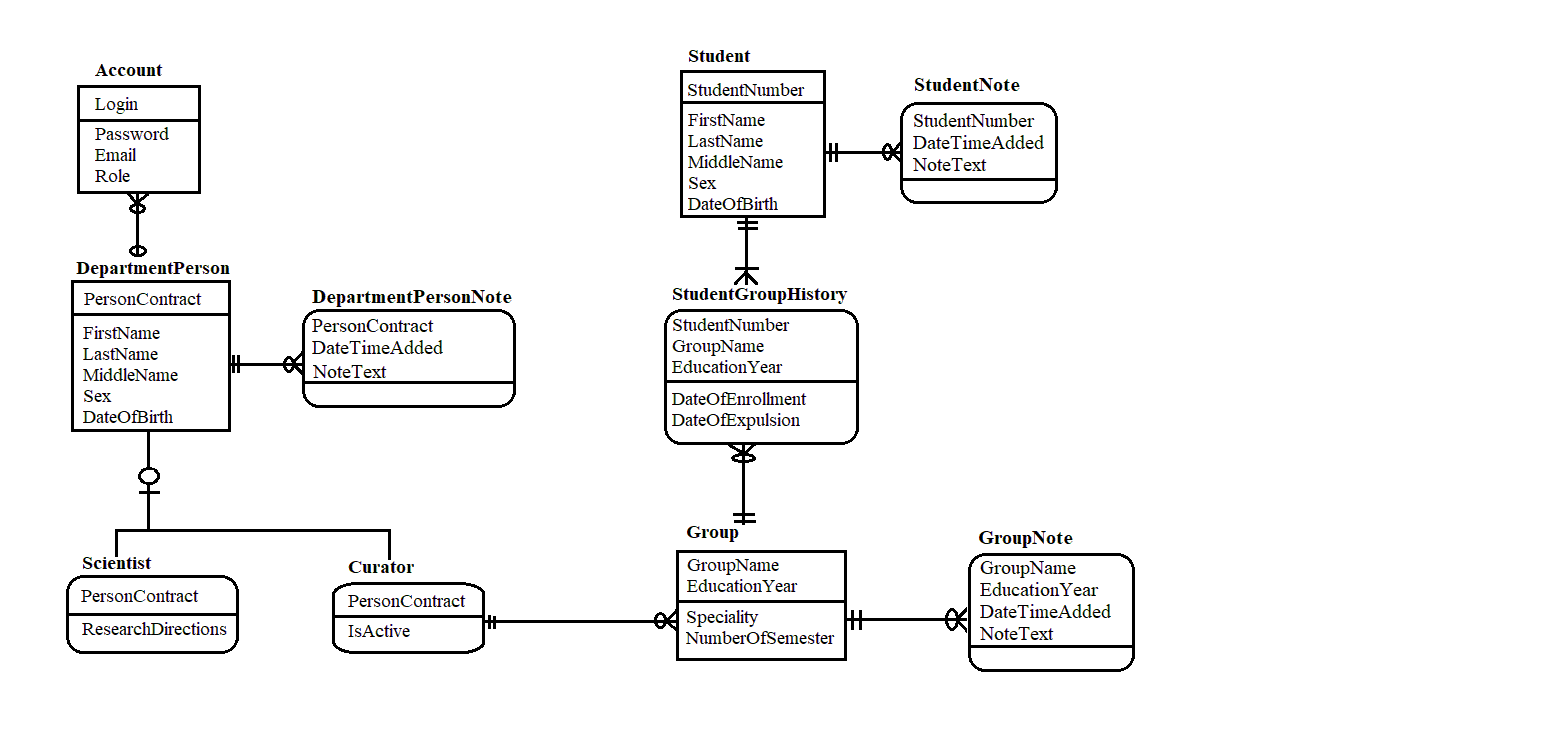 Account
Login
Password
Email
Role
DepartmentPerson
PersonContract
FirstName
LastName
MiddleName
Sex
DateOfBirth
DepartmentPersonNote
PersonContract
DateTimeAdded
NoteText
Scientist
PersonContract
ResearchDirections
Curator
PersonContract
IsActive
Student
StudentNumber
FirstName
LastName
MiddleName
Sex
DateOfBirth
StudentNote
StudentNumber
DateTimeAdded
NoteText
StudentGroupHistory
StudentNumber
GroupName
EducationYear
DateOfEnrollment
DateOfExpulsion
Group
GroupName
EducationYear
Speciality
NumberOfSemester
GroupNote
GroupName
EducationYear
DateTimeAdded
NoteText